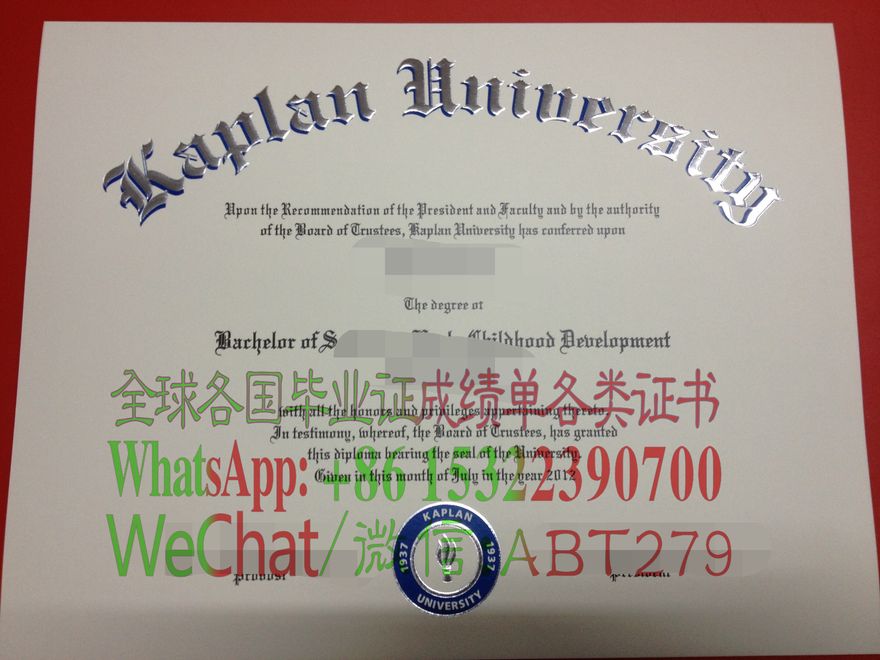 Kaplan University
Upon the Recommendation of the President and Faculty and by the authority
of the Board of Trustees, Kaplan University has conferred upon
The degree of
Bachelor of S Childhood Development
全球各国毕业证成绩单各类证书
with all the honors and privileges appertaining thereto.
In testimony, whereof, the Board of Trustees, has granted
this diploma bearing the seal of the University.
WhatsApp: +86 15322390700
Given in this month of July in the year 2012
KAPLAN
1937 1937
UNIVERSITY
WeChat/微信: ABT279
Provost President